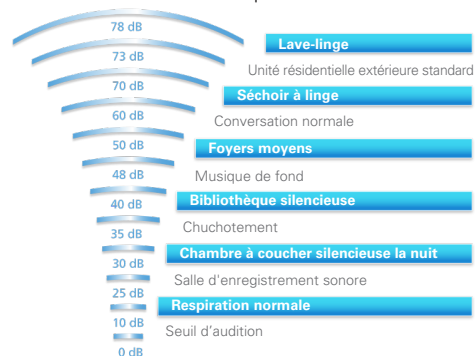 78 dB
Lave-linge
73 dB
Unité résidentielle extérieure standard
70 dB
Séchoir à linge
60 dB
Conversation normale
50 dB
Foyers moyens
48 dB
Musique de fond
40 dB
Bibliothèque silencieuse
35 dB
Chuchotement
30 dB
Chambre à coucher silencieuse la nuit
25 dB
Salle d'enregistrement sonore
10 dB
Respiration normale
0 dB
Seuil d'audition